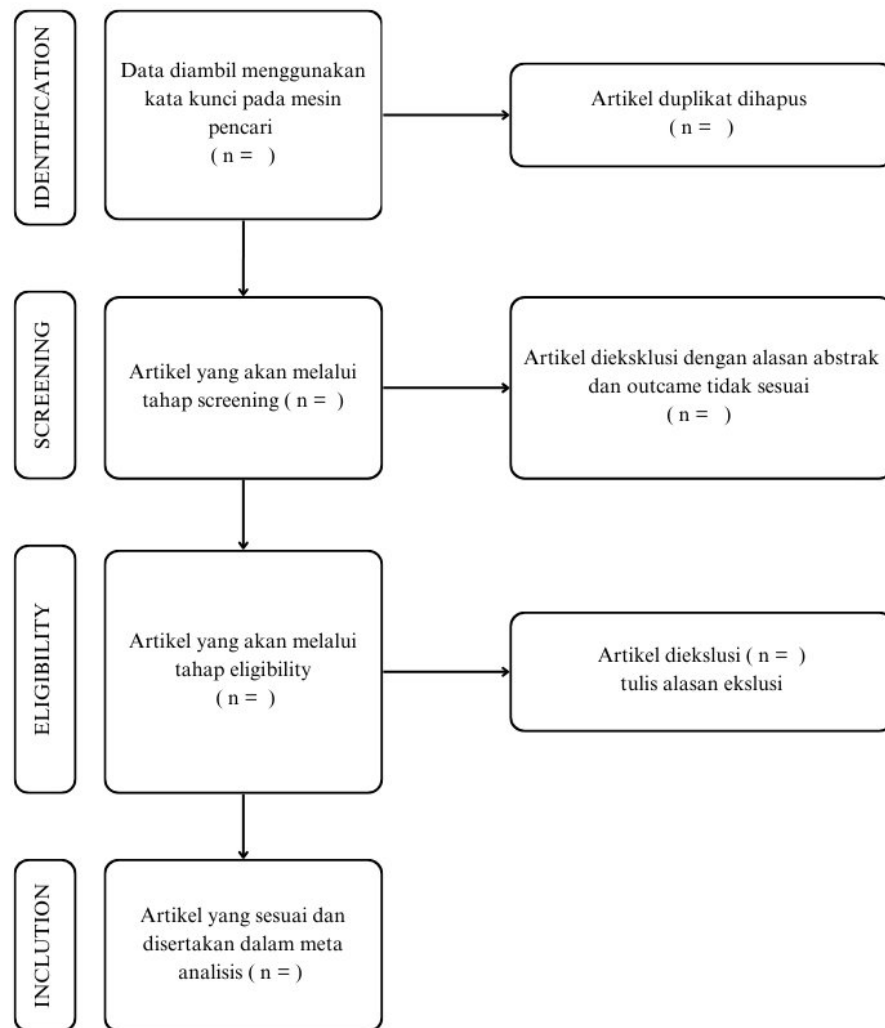 IDENTIFICATION
Data diambil menggunakan
kata kunci pada mesin
pencari
( n =   )
Artikel duplikat dihapus
( n =   )
SCREENING
Artikel yang akan melalui
tahap screening ( n =   )
Artikel dieksklusi dengan alasan abstrak
dan outcame tidak sesuai
( n =   )
ELIGIBILITY
Artikel yang akan melalui
tahap eligibility
( n =   )
Artikel diekslusi ( n =   )
tulis alasan ekslusi
INCLUTION
Artikel yang sesuai dan
disertakan dalam meta
analisis ( n = )